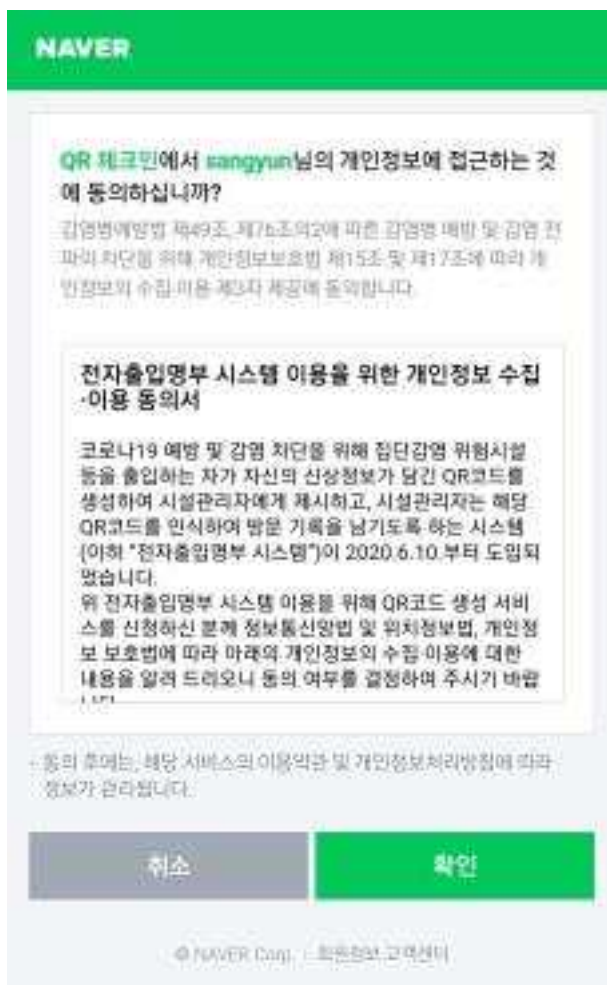 NAVER
QR 체크인에서 sangyun님의 개인정보에 접근하는 것
에 동의하십니까?
감염병예방법 제49조, 제76조의2에 따른 감염병 예방 및 감염 전
파의 차단을 위해 개인정보보호법 제15조 및 제17조에 따라 개
인정보의 수집·이용·제3자 제공에 동의합니다.
전자출입명부 시스템 이용을 위한 개인정보 수집
·이용 동의서
코로나19 예방 및 감염 차단을 위해 집단감염 위험시설
등을 출입하는 자가 자신의 신상정보가 담긴 QR코드를
생성하여 시설관리자에게 제시하고, 시설관리자는 해당
QR코드를 인식하여 방문 기록을 남기도록 하는 시스템
(이하 "전자출입명부 시스템")이 2020.6.10.부터 도입되
었습니다.
위 전자출입명부 시스템 이용을 위해 QR코드 생성 서비
스를 신청하신 분께 정보통신망법 및 위치정보법, 개인정
보 보호법에 따라 아래의 개인정보의 수집·이용에 대한
내용을 알려 드리오니 동의 여부를 결정하여 주시기 바랍
- 동의 후에는, 해당 서비스의 이용약관 및 개인정보처리방침에 따라
정보가 관리됩니다.
취소
확인
© NAVER Corp. | 회원정보 고객센터